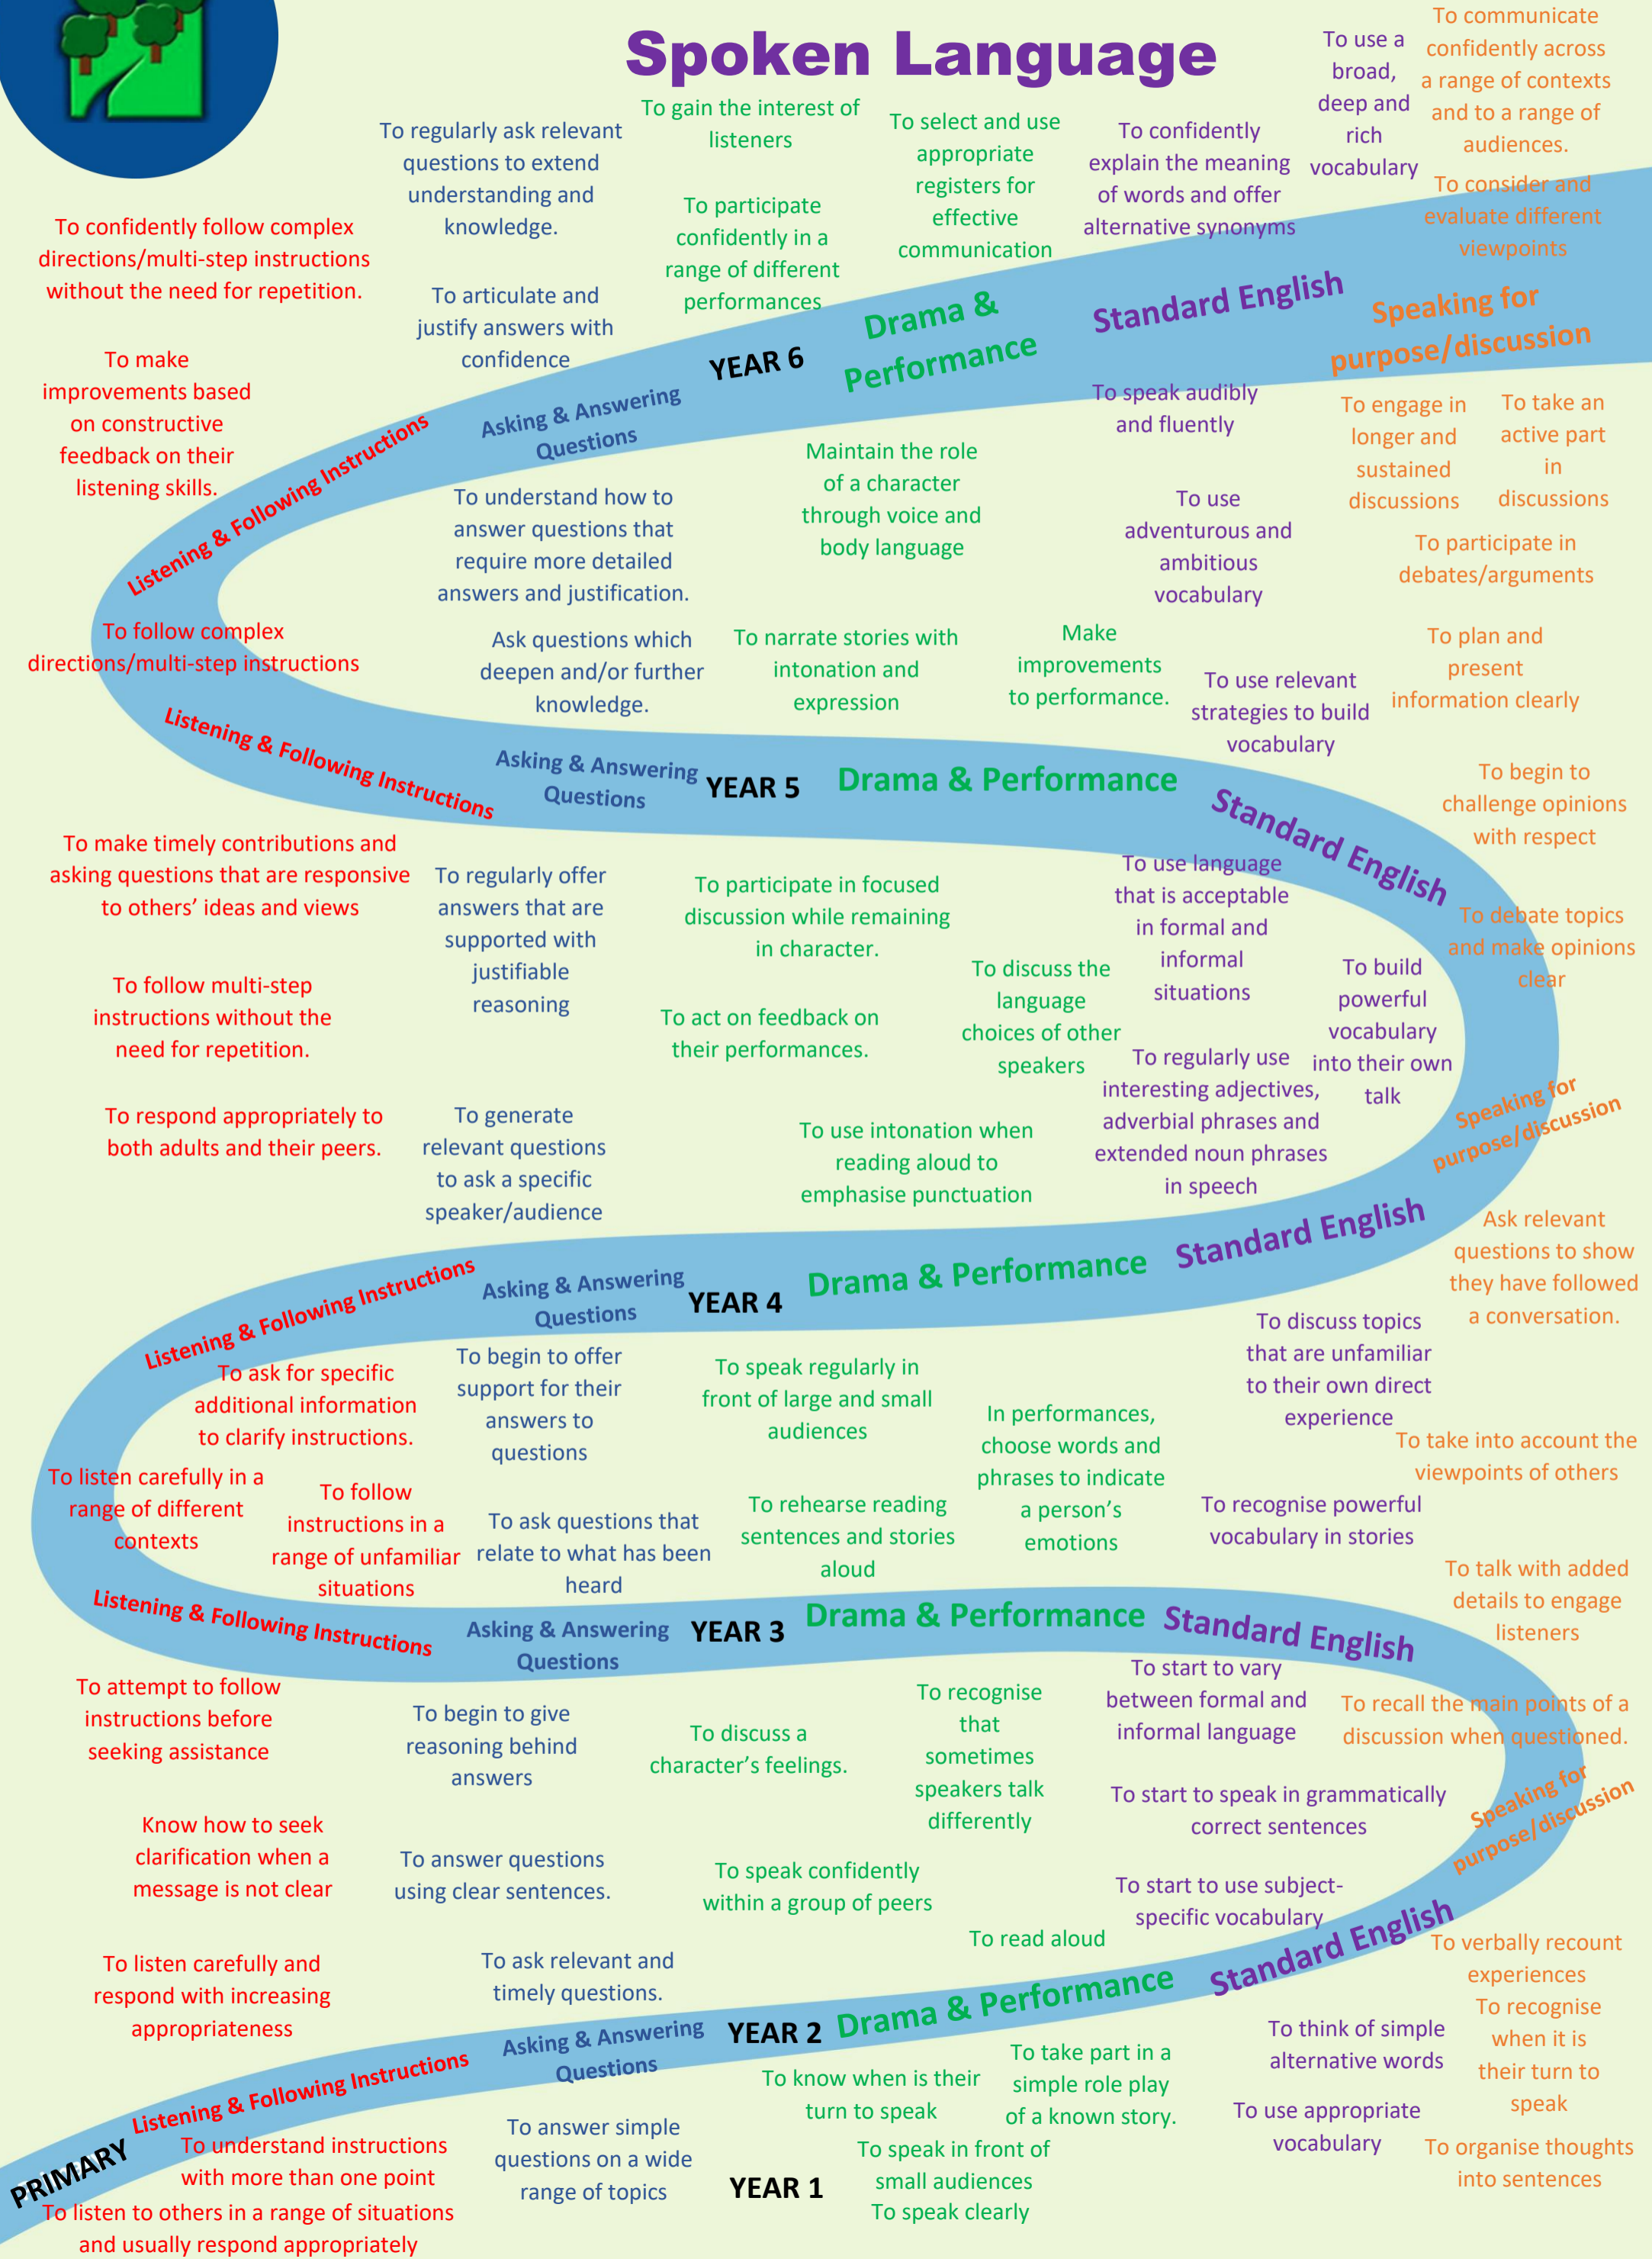 Spoken Language
To communicate
confidently across
a range of contexts
and to a range of
audiences.
To use a
broad,
deep and
rich
vocabulary
To gain the interest of
listeners
To select and use
appropriate
registers for
effective
communication
To confidently
explain the meaning
of words and offer
alternative synonyms
To regularly ask relevant
questions to extend
understanding and
knowledge.
To consider and
evaluate different
viewpoints
To participate
confidently in a
range of different
performances
To confidently follow complex
directions/multi-step instructions
without the need for repetition.
To articulate and
justify answers with
confidence
To make
improvements based
on constructive
feedback on their
listening skills.
Listening & Following Instructions
Asking & Answering
Questions
YEAR 6
Drama &
Performance
Standard English
Speaking for
purpose/discussion
To speak audibly
and fluently
To engage in
longer and
sustained
discussions
To take an
active part
in
discussions
Maintain the role
of a character
through voice and
body language
To understand how to
answer questions that
require more detailed
answers and justification.
To use
adventurous and
ambitious
vocabulary
To participate in
debates/arguments
To follow complex
directions/multi-step instructions
Ask questions which
deepen and/or further
knowledge.
To narrate stories with
intonation and
expression
Make
improvements
to performance.
To use relevant
strategies to build
vocabulary
To plan and
present
information clearly
Listening & Following Instructions
Asking & Answering
Questions
YEAR 5
Drama & Performance
Standard English
To begin to
challenge opinions
with respect
To make timely contributions and
asking questions that are responsive
to others’ ideas and views
To regularly offer
answers that are
supported with
justifiable
reasoning
To participate in focused
discussion while remaining
in character.
To use language
that is acceptable
in formal and
informal
situations
To debate topics
and make opinions
clear
To follow multi-step
instructions without the
need for repetition.
To act on feedback on
their performances.
To discuss the
language
choices of other
speakers
To build
powerful
vocabulary
into their own
talk
To regularly use
interesting adjectives,
adverbial phrases and
extended noun phrases
in speech
Speaking for
purpose/discussion
To respond appropriately to
both adults and their peers.
To generate
relevant questions
to ask a specific
speaker/audience
To use intonation when
reading aloud to
emphasise punctuation
Listening & Following Instructions
Asking & Answering
Questions
YEAR 4
Drama & Performance
Standard English
Ask relevant
questions to show
they have followed
a conversation.
To ask for specific
additional information
to clarify instructions.
To begin to offer
support for their
answers to
questions
To speak regularly in
front of large and small
audiences
To discuss topics
that are unfamiliar
to their own direct
experience
In performances,
choose words and
phrases to indicate
a person’s
emotions
To take into account the
viewpoints of others
To listen carefully in a
range of different
contexts
To follow
instructions in a
range of unfamiliar
situations
To ask questions that
relate to what has been
heard
To rehearse reading
sentences and stories
aloud
To recognise powerful
vocabulary in stories
To talk with added
details to engage
listeners
Listening & Following Instructions
Asking & Answering
Questions
YEAR 3
Drama & Performance
Standard English
To attempt to follow
instructions before
seeking assistance
To begin to give
reasoning behind
answers
To discuss a
character’s feelings.
To recognise
that
sometimes
speakers talk
differently
To start to vary
between formal and
informal language
To recall the main points of a
discussion when questioned.
To start to speak in grammatically
correct sentences
Speaking for
purpose/discussion
Know how to seek
clarification when a
message is not clear
To answer questions
using clear sentences.
To speak confidently
within a group of peers
To start to use subject-
specific vocabulary
To read aloud
To listen carefully and
respond with increasing
appropriateness
To ask relevant and
timely questions.
Listening & Following Instructions
Asking & Answering
Questions
YEAR 2
Drama & Performance
Standard English
To verbally recount
experiences
To recognise
when it is
their turn to
speak
To know when is their
turn to speak
To take part in a
simple role play
of a known story.
To think of simple
alternative words
To use appropriate
vocabulary
To organise thoughts
into sentences
PRIMARY
To understand instructions
with more than one point
To listen to others in a range of situations
and usually respond appropriately
To answer simple
questions on a wide
range of topics
YEAR 1
To speak in front of
small audiences
To speak clearly